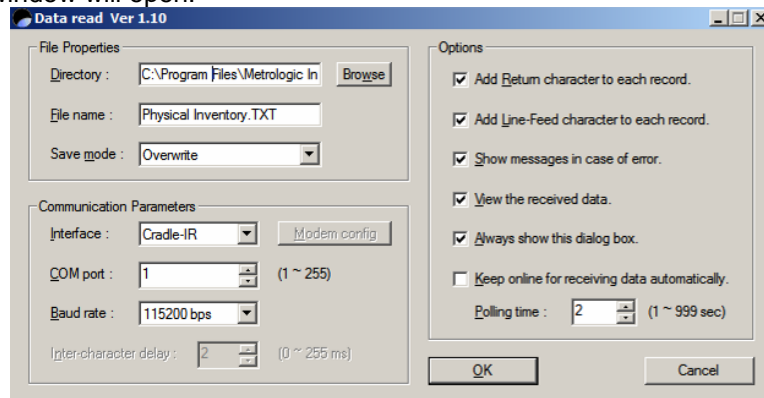 window will open.
Data read Ver 1.10
File Properties
Directory : C:\Program Files\Metrologic In Browse
File name : Physical Inventory.TXT
Save mode : Overwrite
Communication Parameters
Interface : Cradle-IR Modem config
COM port : 1 (1 ~ 255)
Baud rate : 115200 bps
Inter-character delay : 2 (0 ~ 255 ms)
Options
Add Return character to each record.
Add Line-Feed character to each record.
Show messages in case of error.
View the received data.
Always show this dialog box.
Keep online for receiving data automatically.
Polling time : 2 (1 ~ 999 sec)
OK Cancel